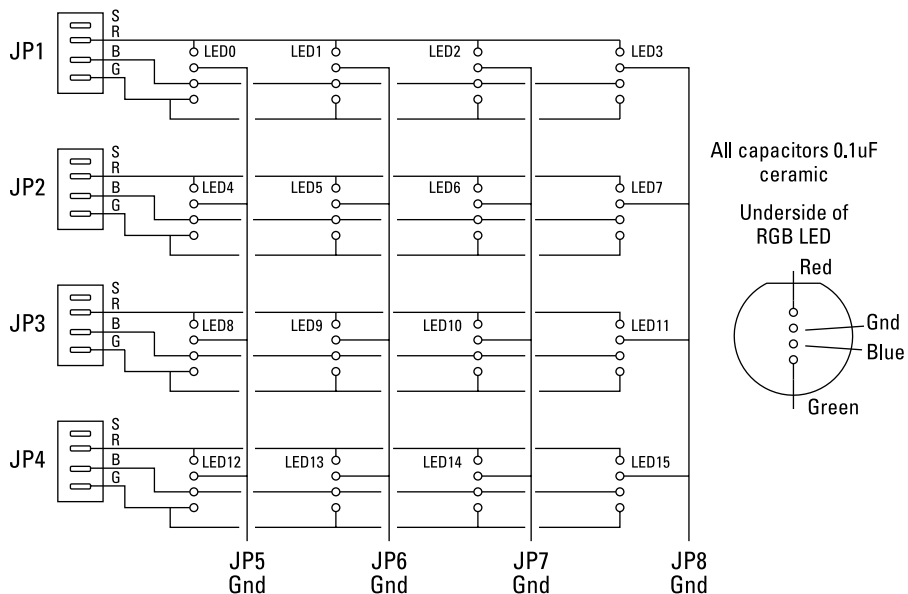 S
R
JP1
B
G
LED0
LED1
LED2
LED3
S
R
JP2
B
G
LED4
LED5
LED6
LED7
S
R
JP3
B
G
LED8
LED9
LED10
LED11
S
R
JP4
B
G
LED12
LED13
LED14
LED15
JP5
Gnd
JP6
Gnd
JP7
Gnd
JP8
Gnd
All capacitors 0.1uF
ceramic
Underside of
RGB LED
Red
Gnd
Blue
Green